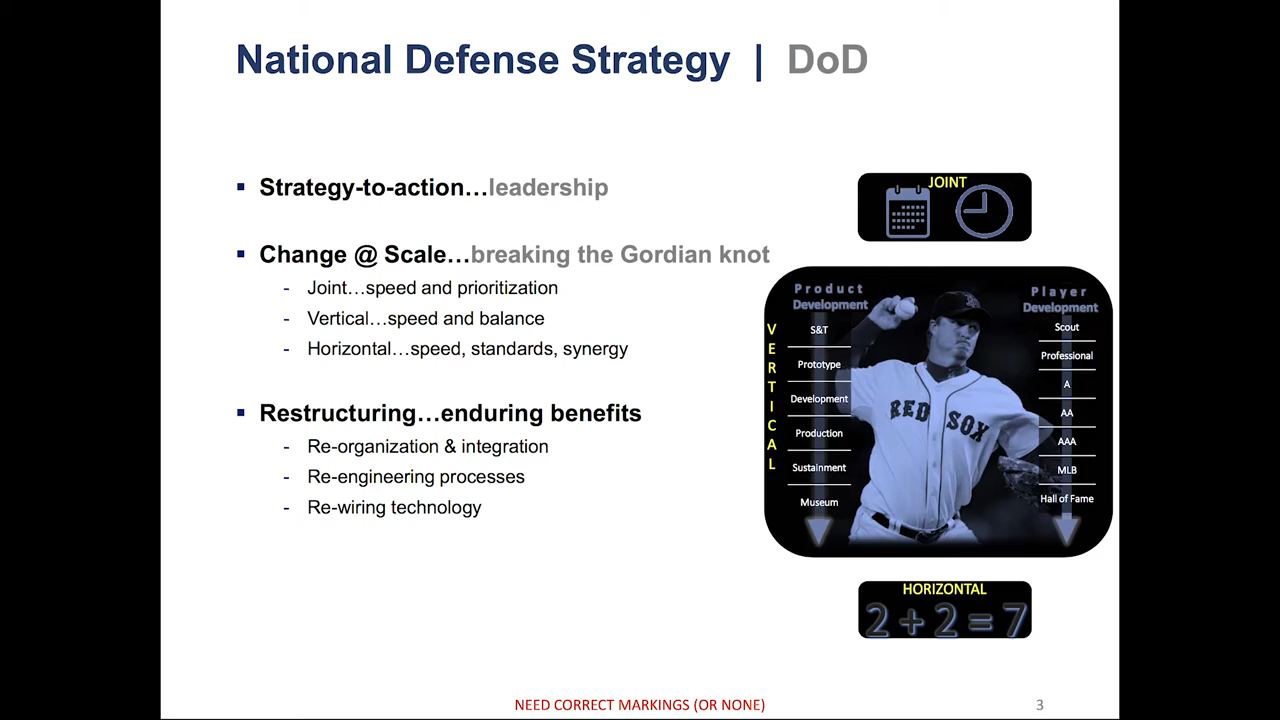 National Defense Strategy | DoD
▪ Strategy-to-action…leadership
▪ Change @ Scale…breaking the Gordian knot
- Joint…speed and prioritization
- Vertical…speed and balance
- Horizontal…speed, standards, synergy
▪ Restructuring…enduring benefits
- Re-organization & integration
- Re-engineering processes
- Re-wiring technology
JOINT
VERTICAL
Product
Development
S&T
Prototype
Development
Production
Sustainment
Museum
RED SOX
Player
Development
Scout
Professional
A
AA
AAA
MLB
Hall of Fame
HORIZONTAL
2 + 2 = 7
NEED CORRECT MARKINGS (OR NONE)
3